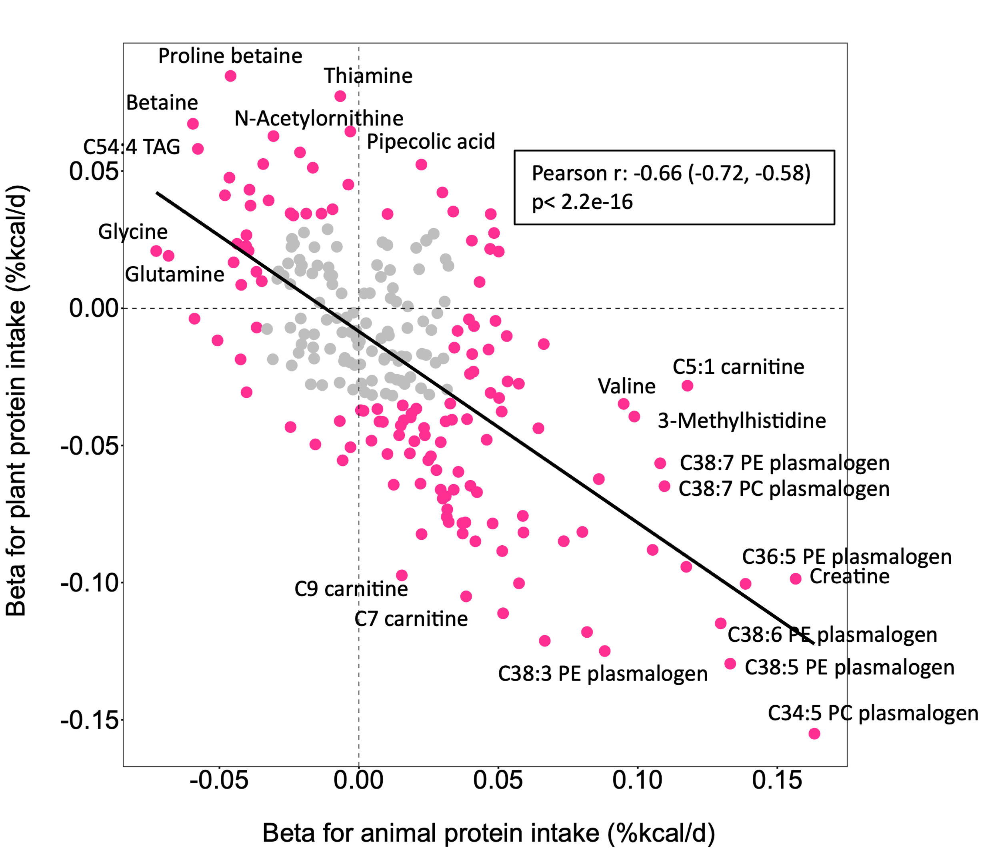 Proline betaine
Thiamine
Betaine
N-Acetylornithine
Pipecolic acid
C54:4 TAG
Pearson r: -0.66 (-0.72, -0.58)
p< 2.2e-16
Glycine
Glutamine
C5:1 carnitine
Valine
3-Methylhistidine
C38:7 PE plasmalogen
C38:7 PC plasmalogen
C36:5 PE plasmalogen
Creatine
C9 carnitine
C7 carnitine
C38:6 PE plasmalogen
C38:5 PE plasmalogen
C38:3 PE plasmalogen
C34:5 PC plasmalogen
0.05
0.00
-0.05
-0.10
-0.15
Beta for plant protein intake (%kcal/d)
-0.05
0.00
0.05
0.10
0.15
Beta for animal protein intake (%kcal/d)